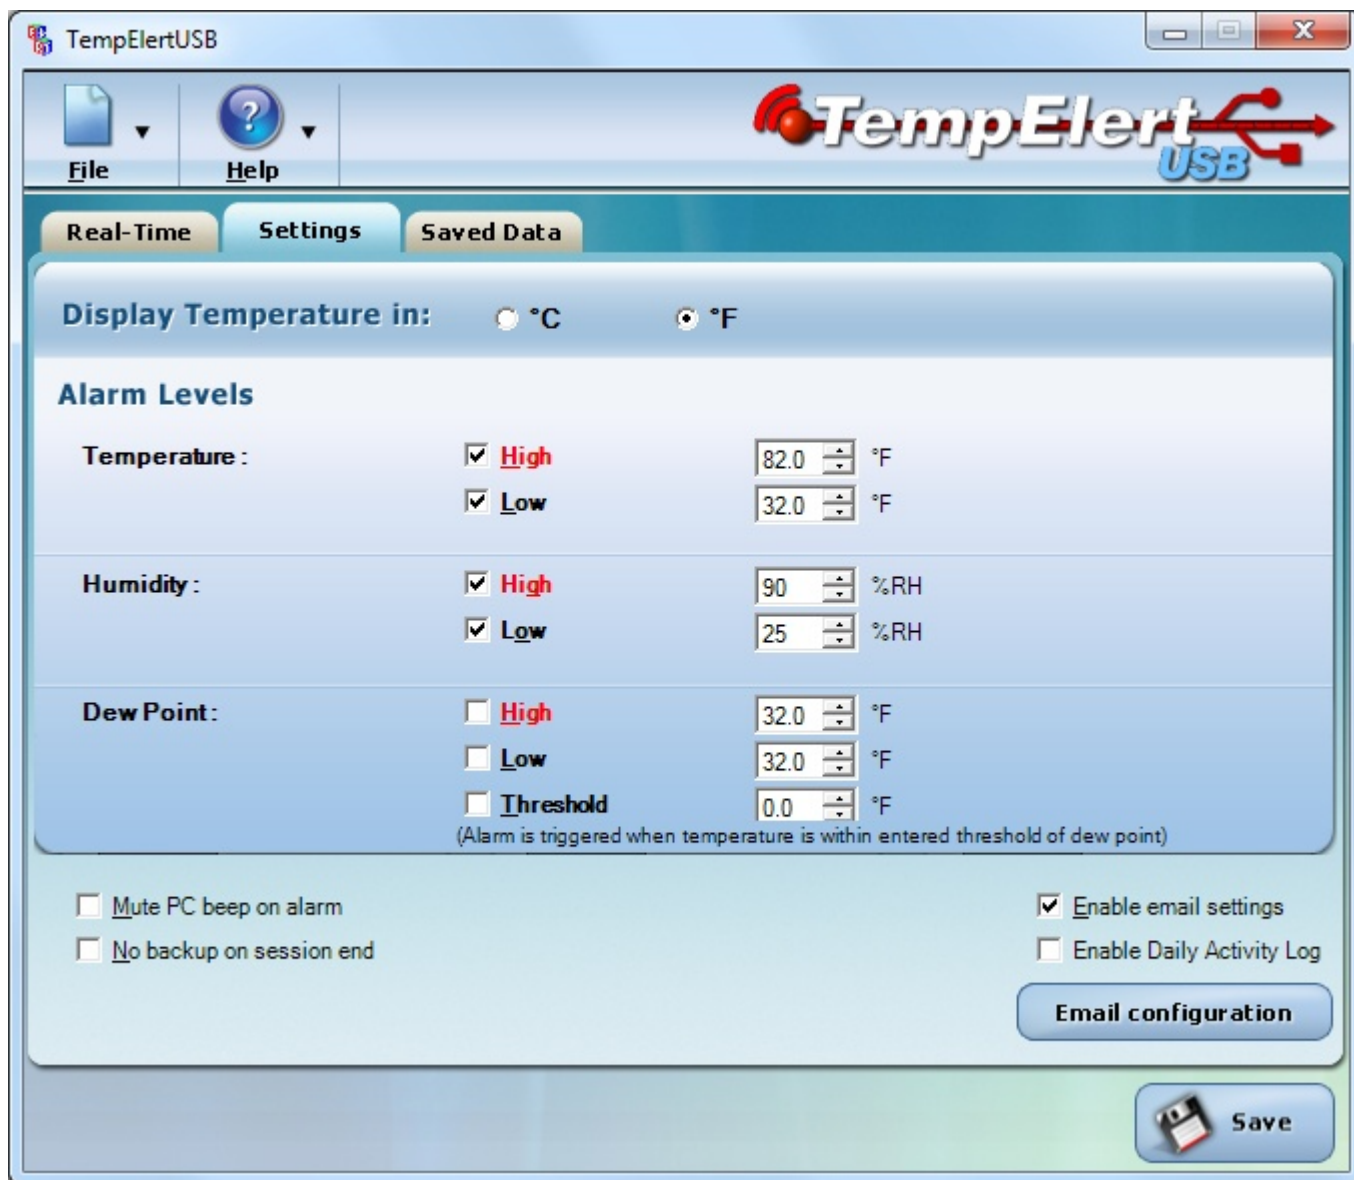 TempElertUSB
File
Help
TempElert
USB
Real-Time
Settings
Saved Data
Display Temperature in: °C °F
Alarm Levels
Temperature: High 82.0 °F
Low 32.0 °F
Humidity: High 90 %RH
Low 25 %RH
Dew Point: High 32.0 °F
Low 32.0 °F
Threshold 0.0 °F
(Alarm is triggered when temperature is within entered threshold of dew point)
Mute PC beep on alarm
Enable email settings
No backup on session end
Enable Daily Activity Log
Email configuration
Save